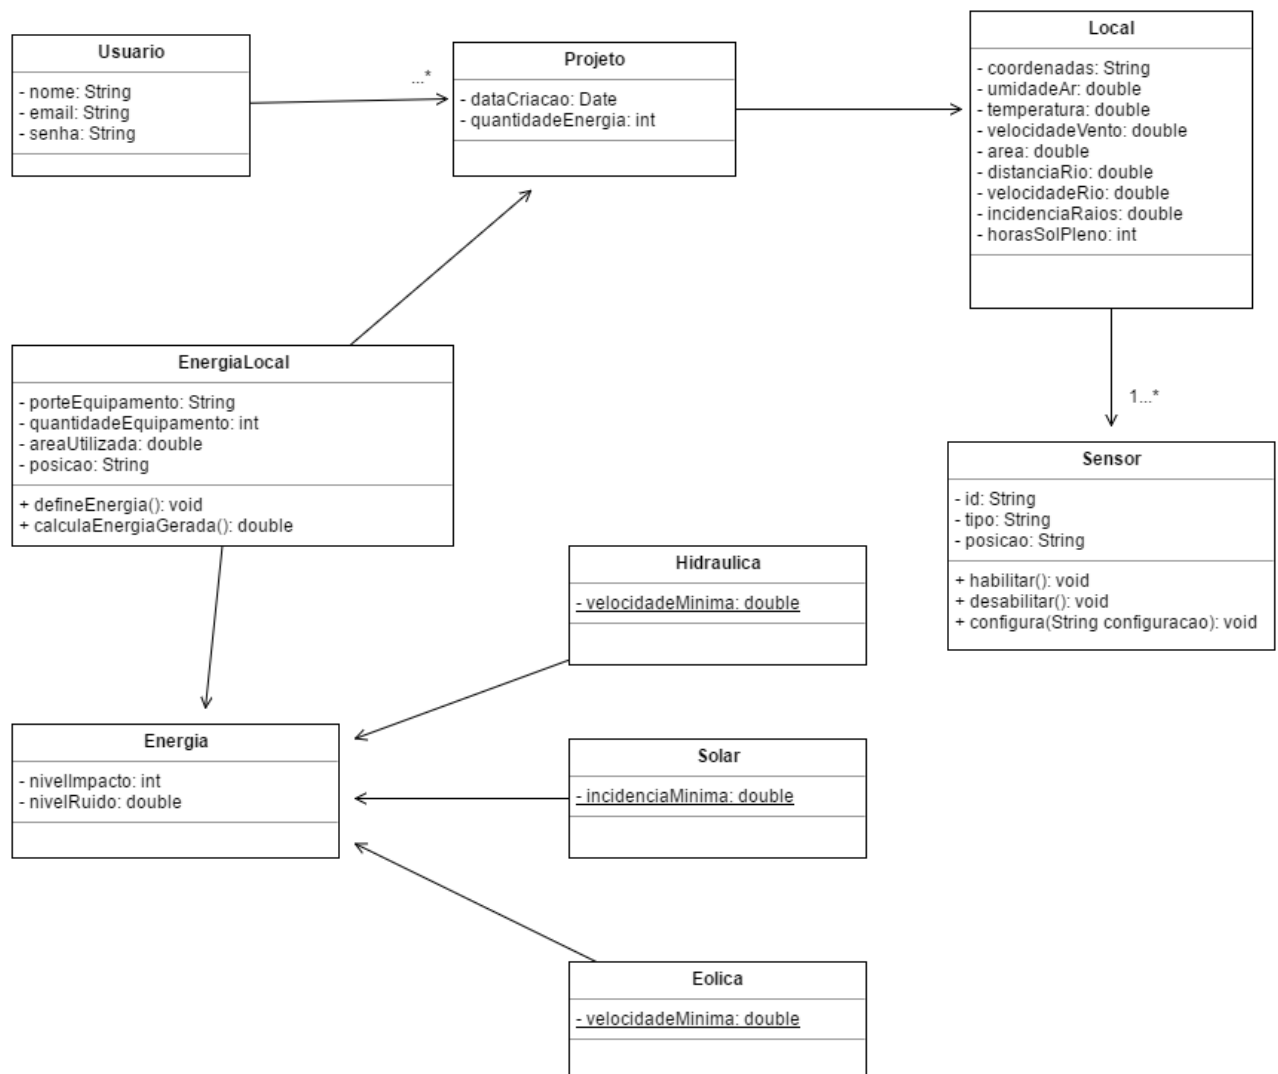 Usuario
- nome: String
- email: String
- senha: String
...*
Projeto
- dataCriacao: Date
- quantidadeEnergia: int
Local
- coordenadas: String
- umidadeAr: double
- temperatura: double
- velocidadeVento: double
- area: double
- distanciaRio: double
- velocidadeRio: double
- incidenciaRaios: double
- horasSolPleno: int
EnergiaLocal
- porteEquipamento: String
- quantidadeEquipamento: int
- areaUtilizada: double
- posicao: String
+ defineEnergia(): void
+ calculaEnergiaGerada(): double
1...*
Sensor
- id: String
- tipo: String
- posicao: String
+ habilitar(): void
+ desabilitar(): void
+ configura(String configuracao): void
Hidraulica
- velocidadeMinima: double
Energia
- nivelImpacto: int
- nivelRuido: double
Solar
- incidenciaMinima: double
Eolica
- velocidadeMinima: double